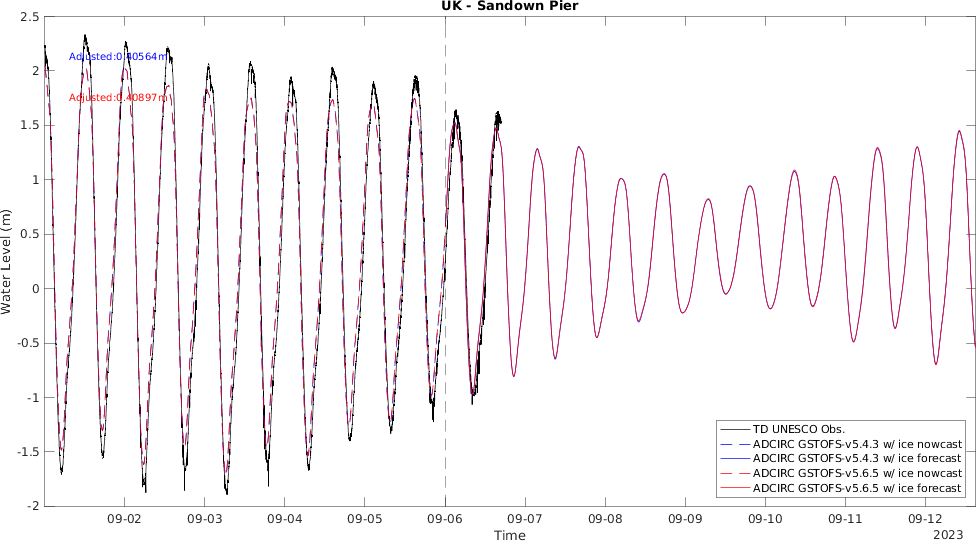 UK - Sandown Pier
2.5
2
1.5
1
0.5
0
-0.5
-1
-1.5
-2
Water Level (m)
Adjusted:0.40564m
Adjusted:0.40897m
TD UNESCO Obs.
ADCIRC GSTOFS-v5.4.3 w/ ice nowcast
ADCIRC GSTOFS-v5.4.3 w/ ice forecast
ADCIRC GSTOFS-v5.6.5 w/ ice nowcast
ADCIRC GSTOFS-v5.6.5 w/ ice forecast
09-02 09-03 09-04 09-05 09-06 09-07 09-08 09-09 09-10 09-11 09-12
Time
2023